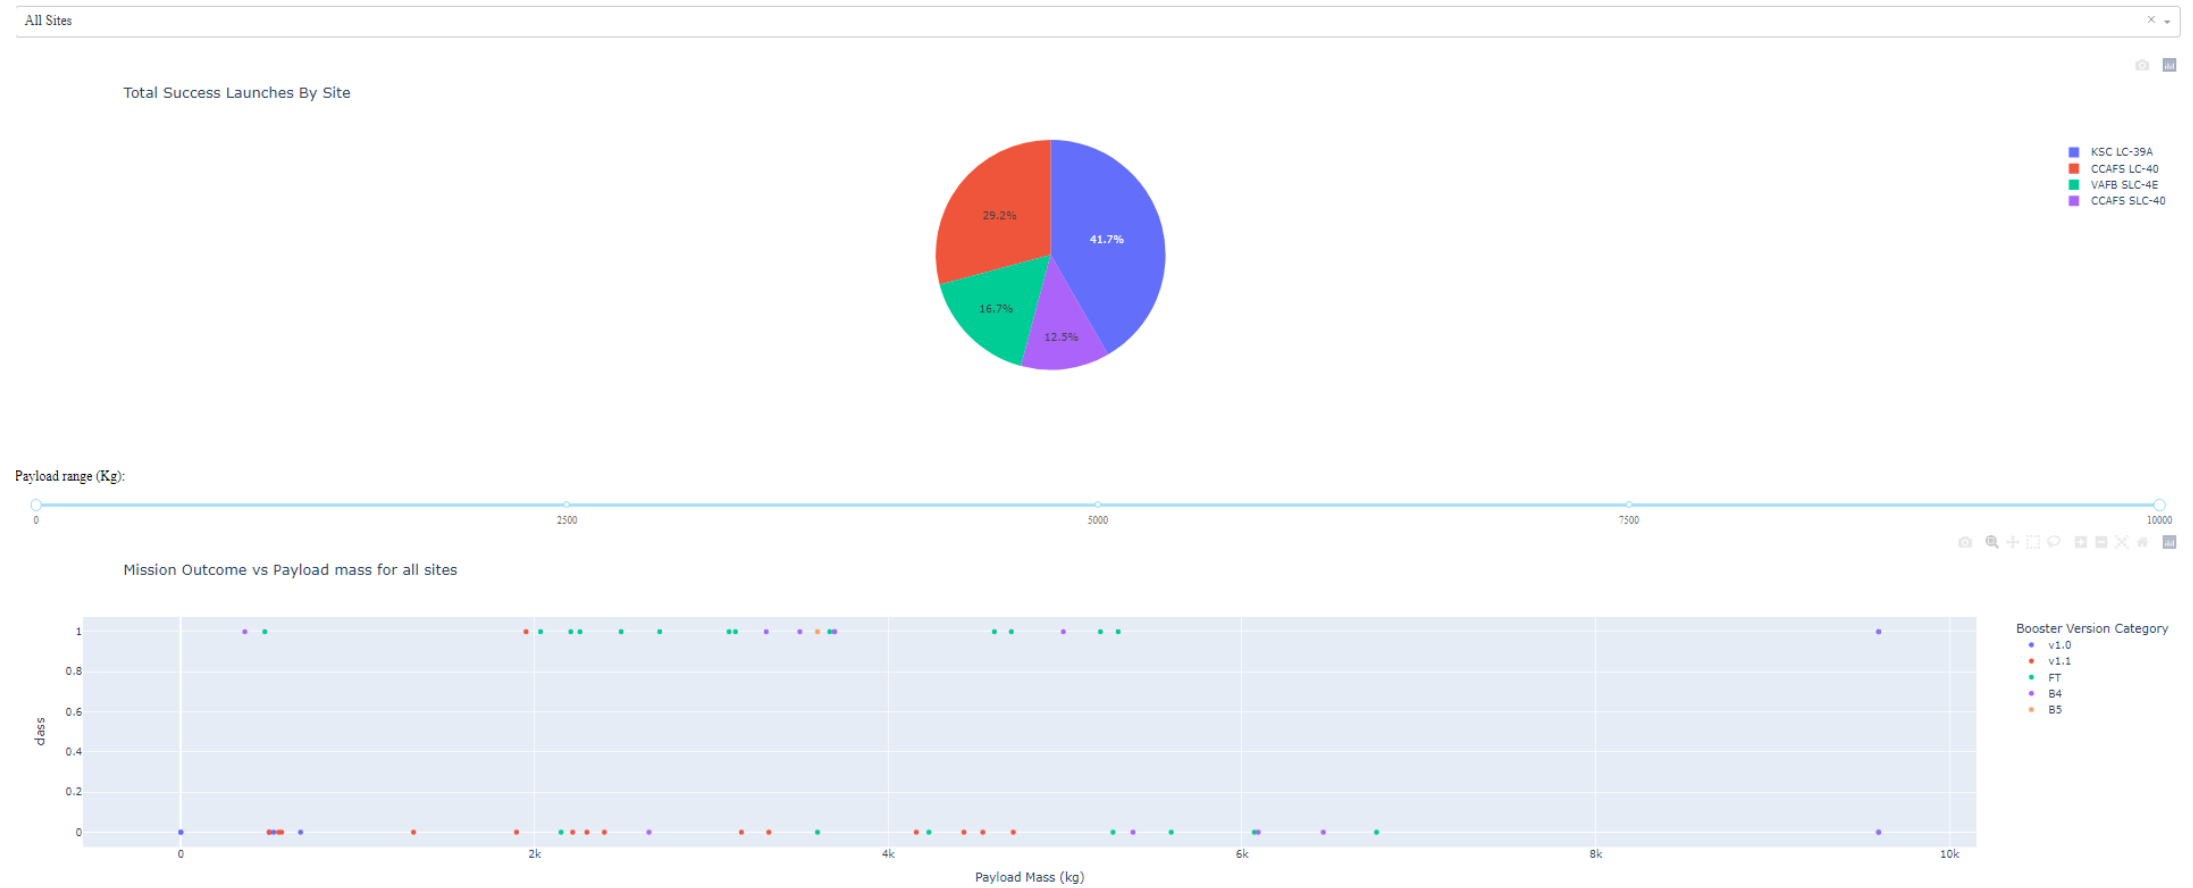 All Sites
Total Success Launches By Site
KSC LC-39A
CCAFS LC-40
VAFB SLC-4E
CCAFS SLC-40
29.2%
41.7%
16.7%
12.5%
Payload range (Kg):
0 2500 5000 7500 10000
Mission Outcome vs Payload mass for all sites
Booster Version Category
v1.0
v1.1
FT
B4
B5
1
0.8
0.6
0.4
0.2
0
class
0 2k 4k 6k 8k 10k
Payload Mass (kg)